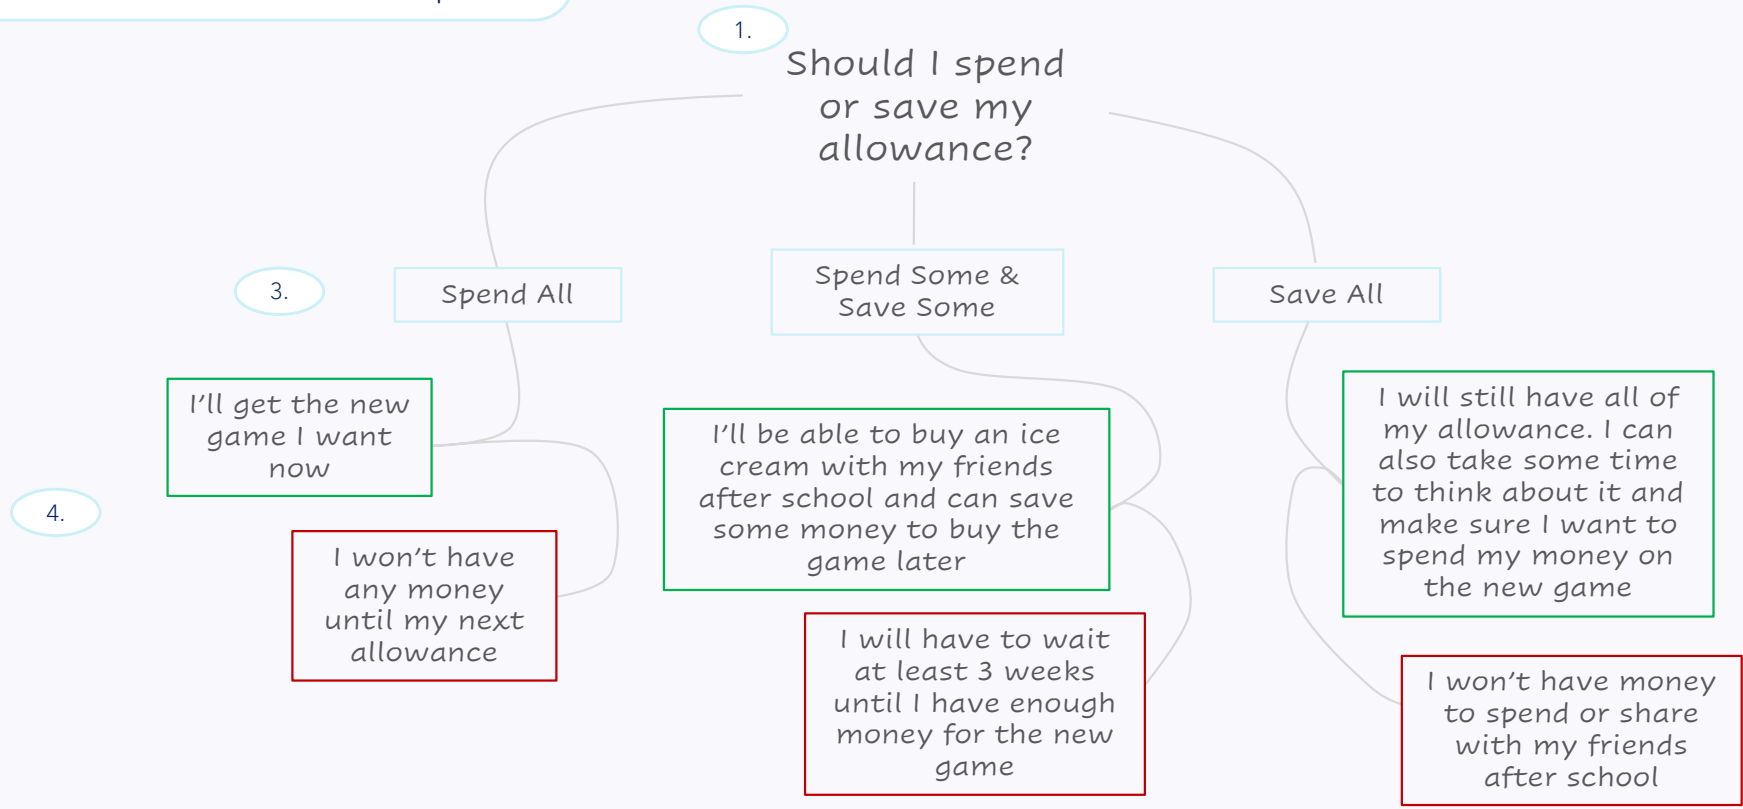 1.
Should I spend
or save my
allowance?
3.
Spend All
Spend Some &
Save Some
Save All
I'll get the new
game I want
now
I'll be able to buy an ice
cream with my friends
after school and can save
some money to buy the
game later
I will still have all of
my allowance. I can
also take some time
to think about it and
make sure I want to
spend my money on
the new game
4.
I won't have
any money
until my next
allowance
I will have to wait
at least 3 weeks
until I have enough
money for the new
game
I won't have money
to spend or share
with my friends
after school